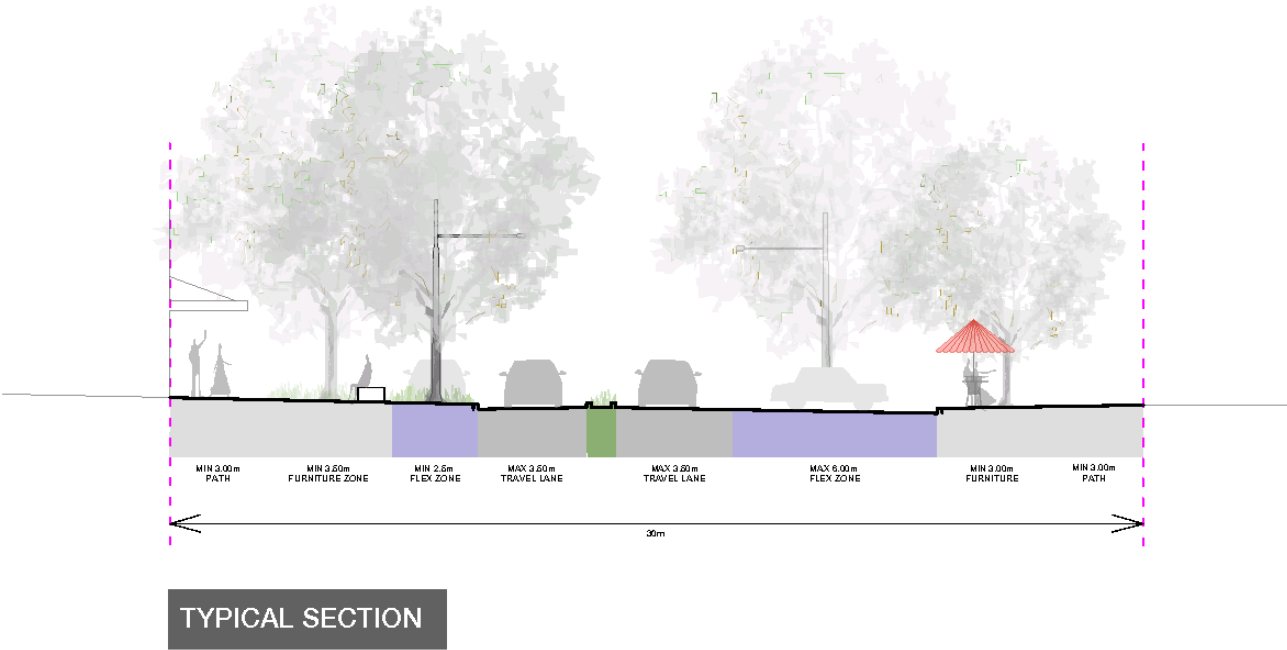 MIN 3.00m
PATH
MIN 3.50m
FURNITURE ZONE
MIN 2.5m
FLEX ZONE
MAX 3.50m
TRAVEL LANE
MAX 3.50m
TRAVEL LANE
MAX 6.00m
FLEX ZONE
MIN 3.00m
FURNITURE
MIN 3.00m
PATH
30m
TYPICAL SECTION